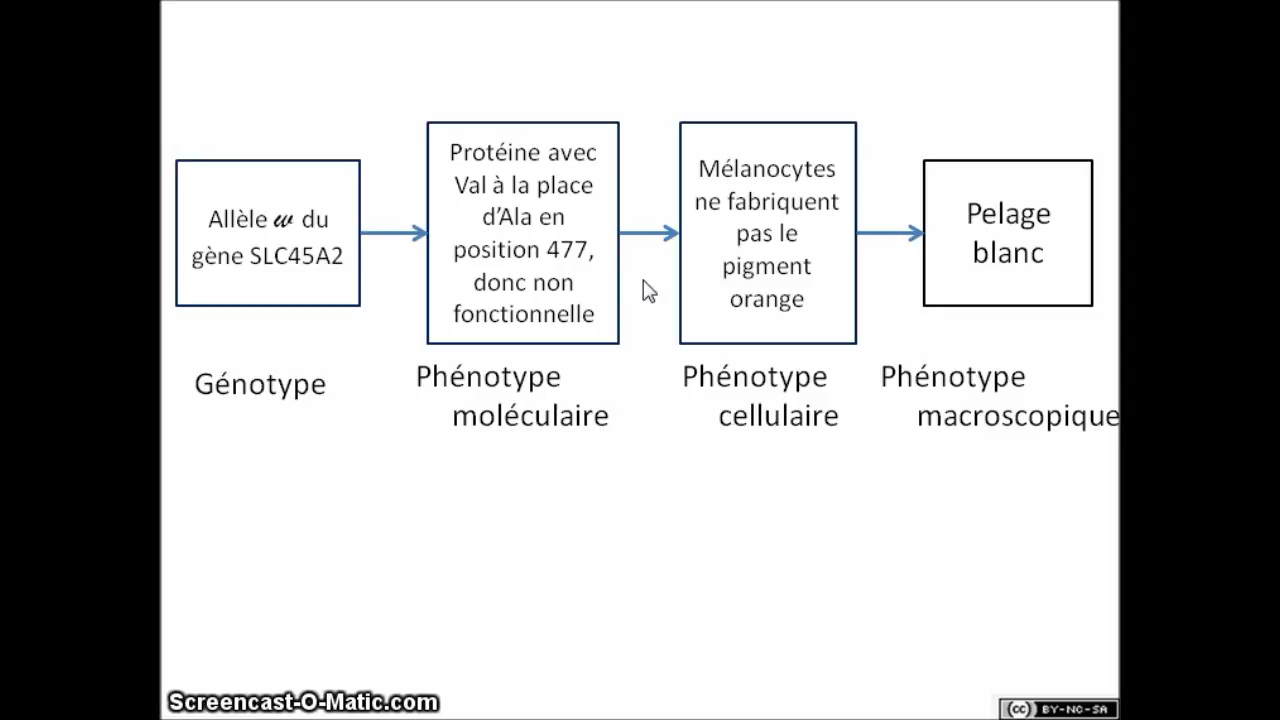 Allèle w du
gène SLC45A2
Protéine avec
Val à la place
d’Ala en
position 477,
donc non
fonctionnelle
Mélanocytes
ne fabriquent
pas le
pigment
orange
Pelage
blanc
Génotype
Phénotype
moléculaire
Phénotype
cellulaire
Phénotype
macroscopique
Screencast-O-Matic.com
(cc) BY-NC-SA